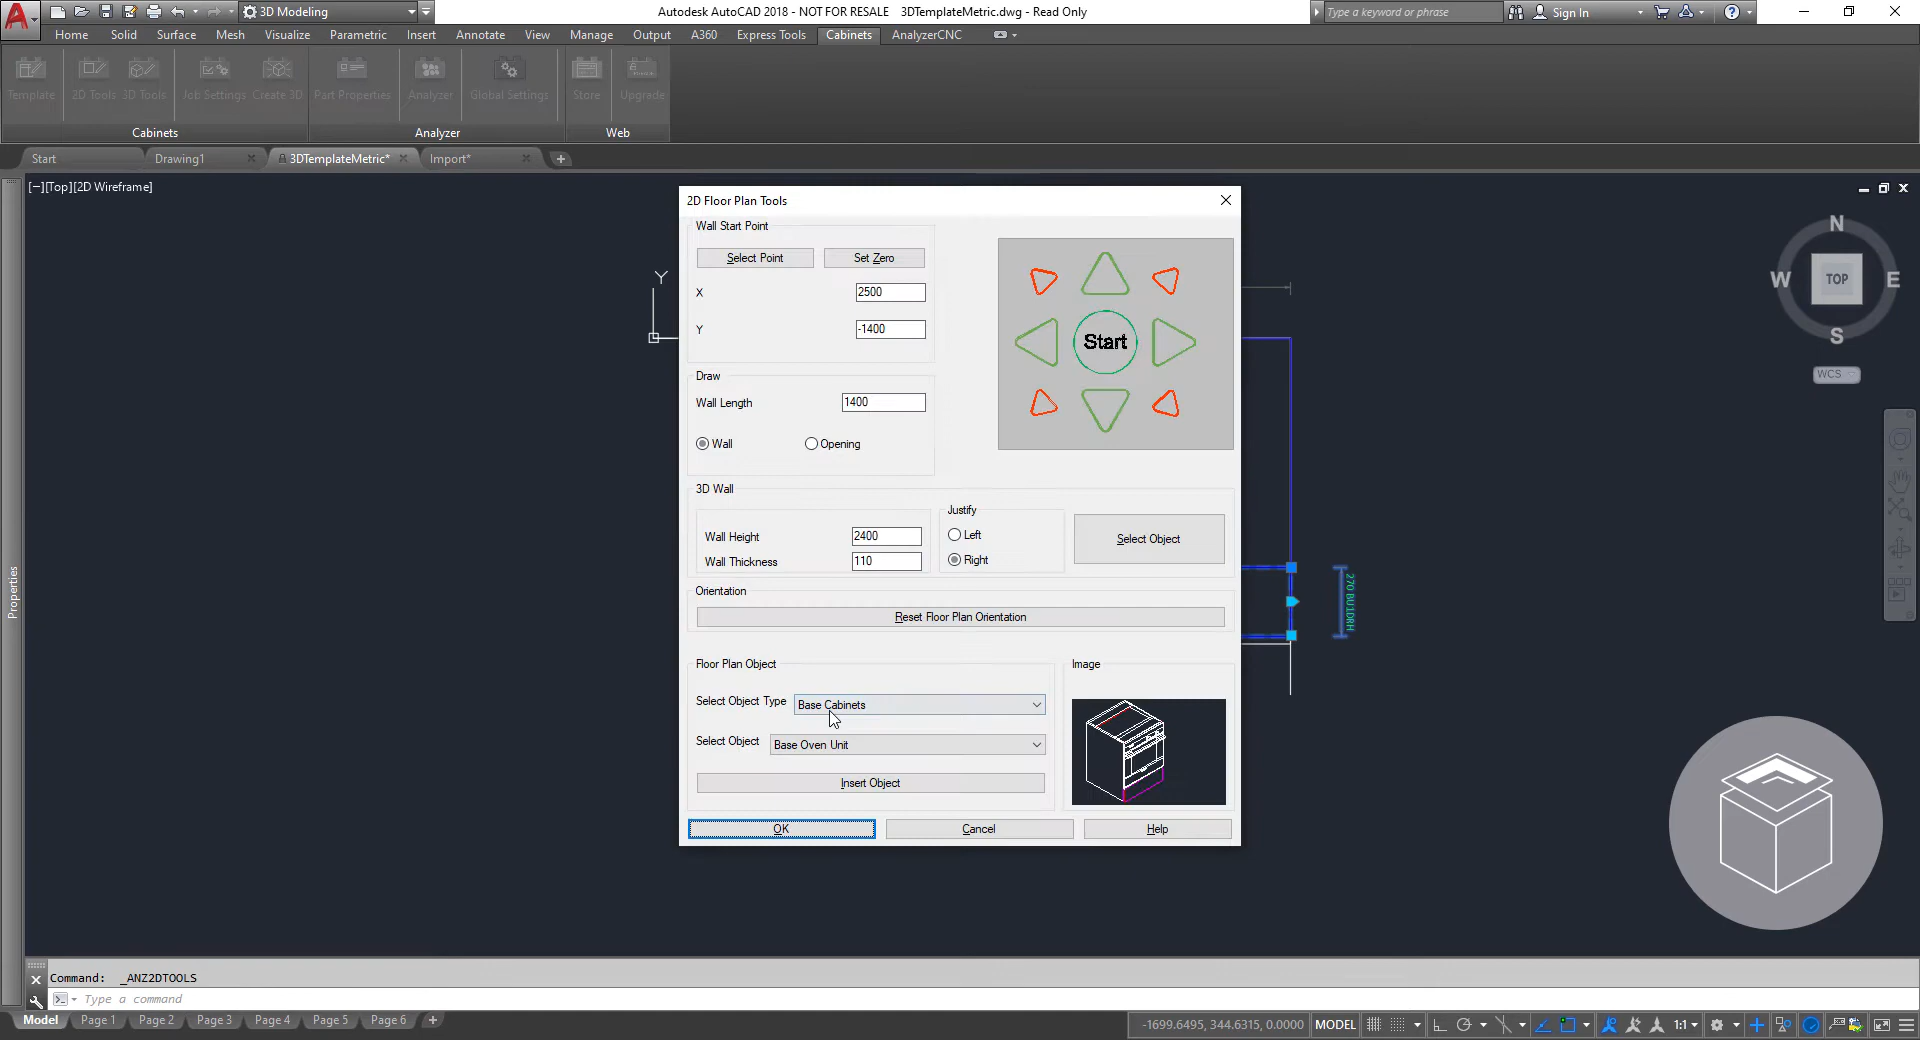 3D Modeling
Autodesk AutoCAD 2018 - NOT FOR RESALE 3DTemplateMetric.dwg - Read Only
Type a keyword or phrase
Sign In
Home Solid Surface Mesh Visualize Parametric Insert Annotate View Manage Output A360 Express Tools Cabinets AnalyzerCNC
Template 2D Tools 3D Tools Job Settings Create 3D Part Properties Analyzer Global Settings Store Upgrade
Cabinets Analyzer Web
Start Drawing1 3DTemplateMetric* Import*
[−][Top][2D Wireframe]
2D Floor Plan Tools
Wall Start Point
Select Point Set Zero
X 2500
Y -1400
Start
Draw
Wall Length 1400
Wall Opening
3D Wall
Justify
Wall Height 2400
Left
Wall Thickness 110
Right
Select Object
Orientation
Reset Floor Plan Orientation
Floor Plan Object
Image
Select Object Type Base Cabinets
Select Object Base Oven Unit
Insert Object
OK Cancel Help
Y
270 BU1DRH
N
W TOP E
S
WCS
Properties
Command: _ANZ2DTOOLS
Type a command
Model Page 1 Page 2 Page 3 Page 4 Page 5 Page 6
-1699.6495, 344.6315, 0.0000 MODEL 1:1